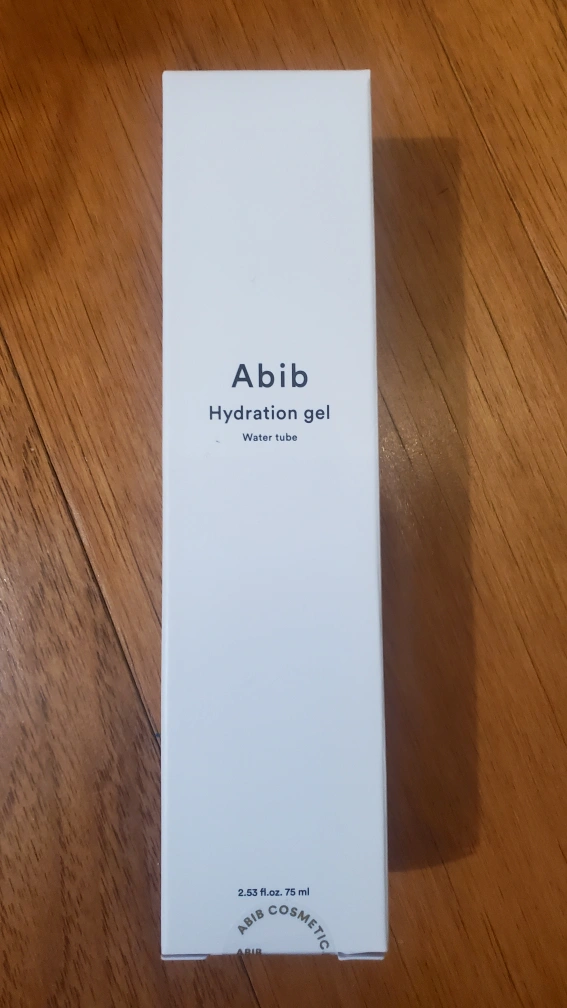 Abib
Hydration gel
Water tube
2.53 fl.oz. 75 ml
ABIB COSMETIC
ABIB